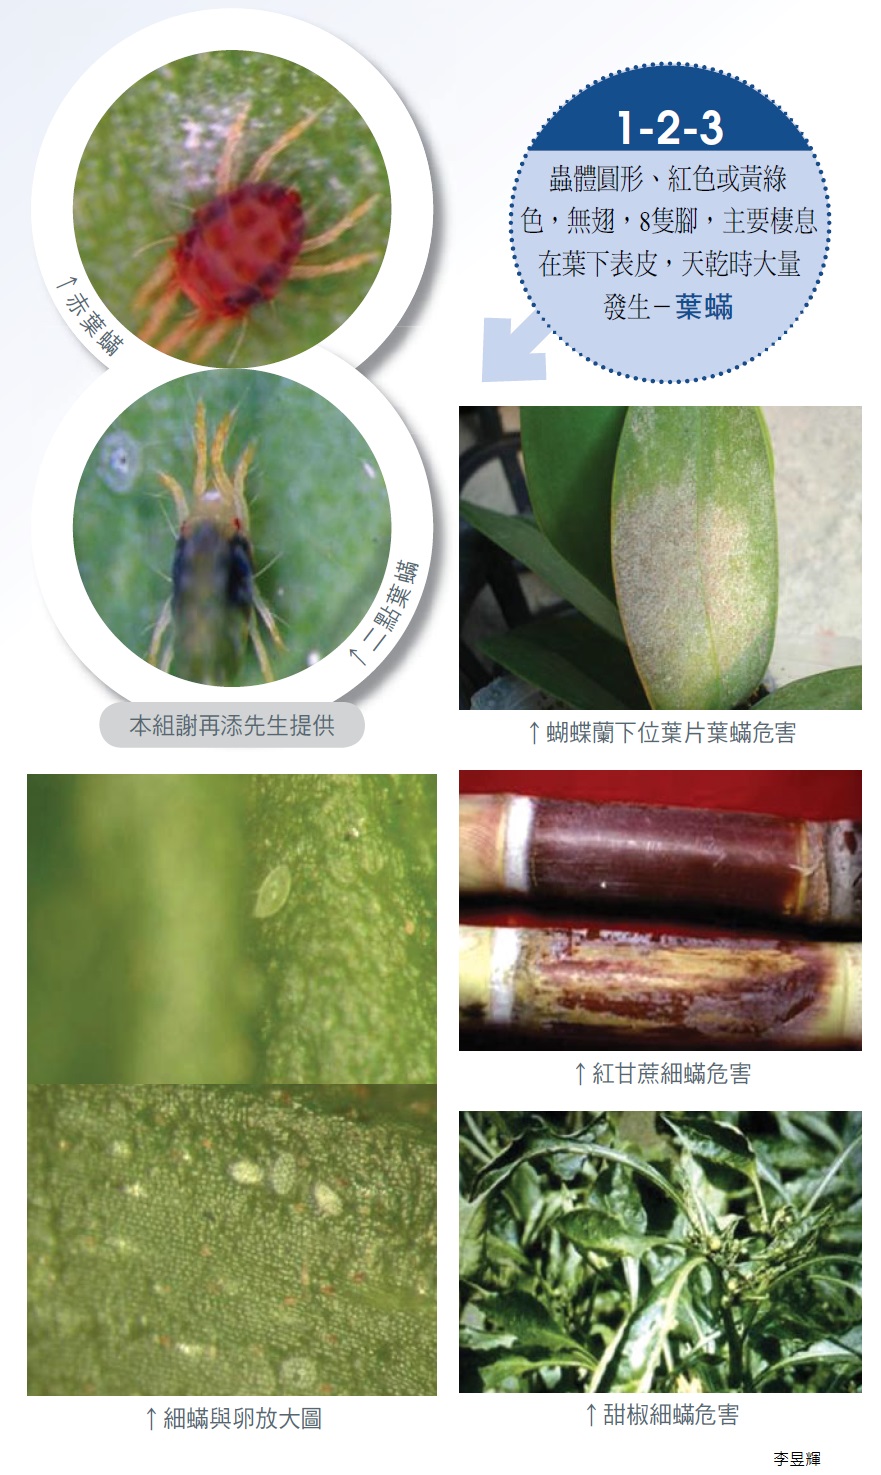 1-2-3
蟲體圓形、紅色或黃綠
色，無翅，8隻腳，主要棲息
在葉下表皮，天乾時大量
發生－葉蟎
↑赤葉蟎
↑二點葉蟎
本組謝再添先生提供
↑蝴蝶蘭下位葉片葉蟎危害
↑紅甘蔗細蟎危害
↑細蟎與卵放大圖
↑甜椒細蟎危害
李昱輝